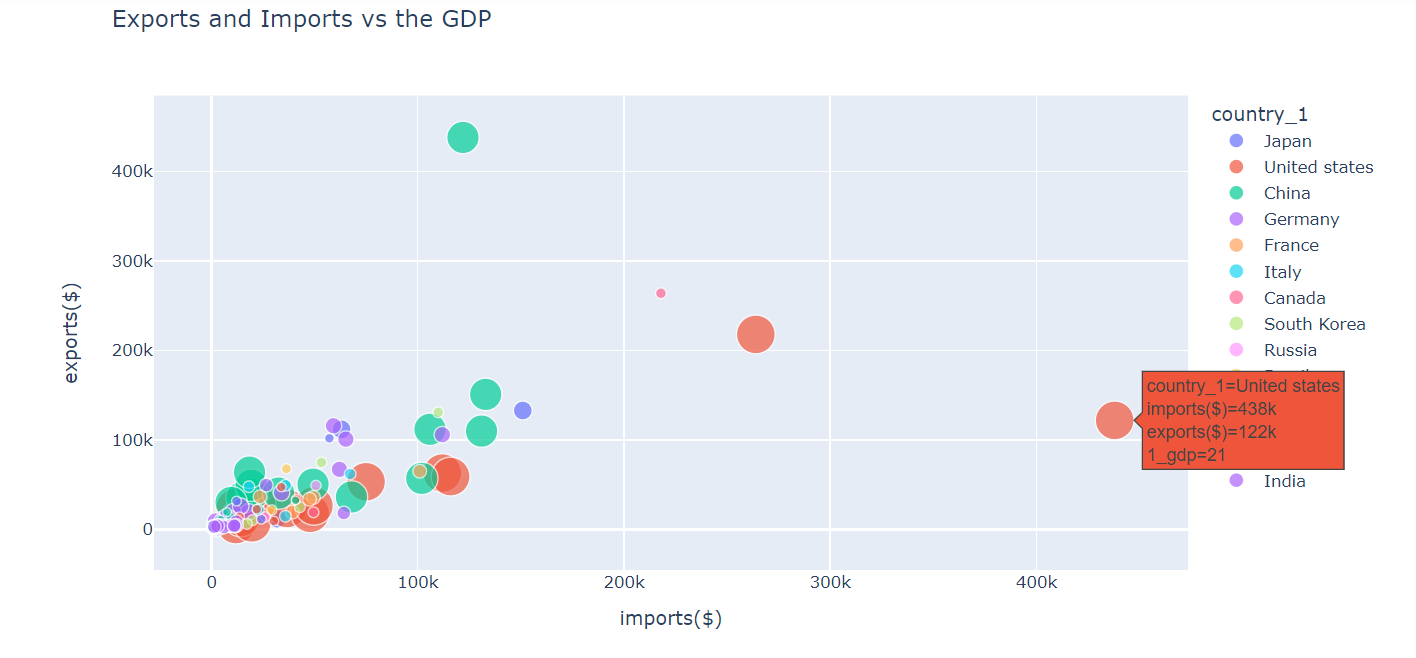 Exports and Imports vs the GDP
exports($)
400k
300k
200k
100k
0
0
100k
200k
300k
400k
imports($)
country_1
Japan
United states
China
Germany
France
Italy
Canada
South Korea
Russia
country_1=United states
imports($)=438k
exports($)=122k
1_gdp=21
India